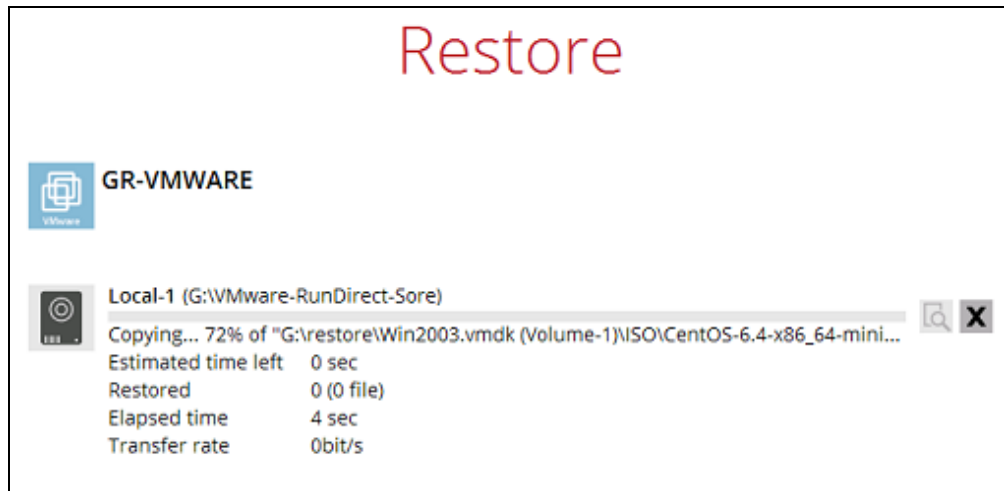 Restore
GR-VMWARE
VMware
Local-1 (G:\VMware-RunDirect-Sore)
Copying... 72% of "G:\restore\Win2003.vmdk (Volume-1)\ISO\CentOS-6.4-x86_64-mini...
Estimated time left 0 sec
Restored 0 (0 file)
Elapsed time 4 sec
Transfer rate 0bit/s
X